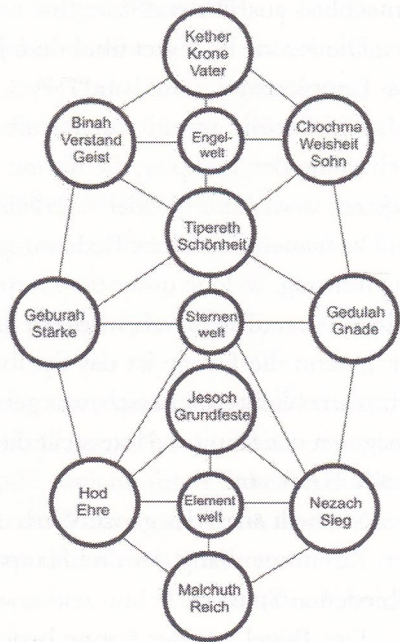 Kether
Krone
Vater
Binah
Verstand
Geist
Engel-
welt
Chochma
Weisheit
Sohn
Tipereth
Schönheit
Geburah
Stärke
Sternen
welt
Gedulah
Gnade
Jesoch
Grundfeste
Hod
Ehre
Element
welt
Nezach
Sieg
Malchuth
Reich